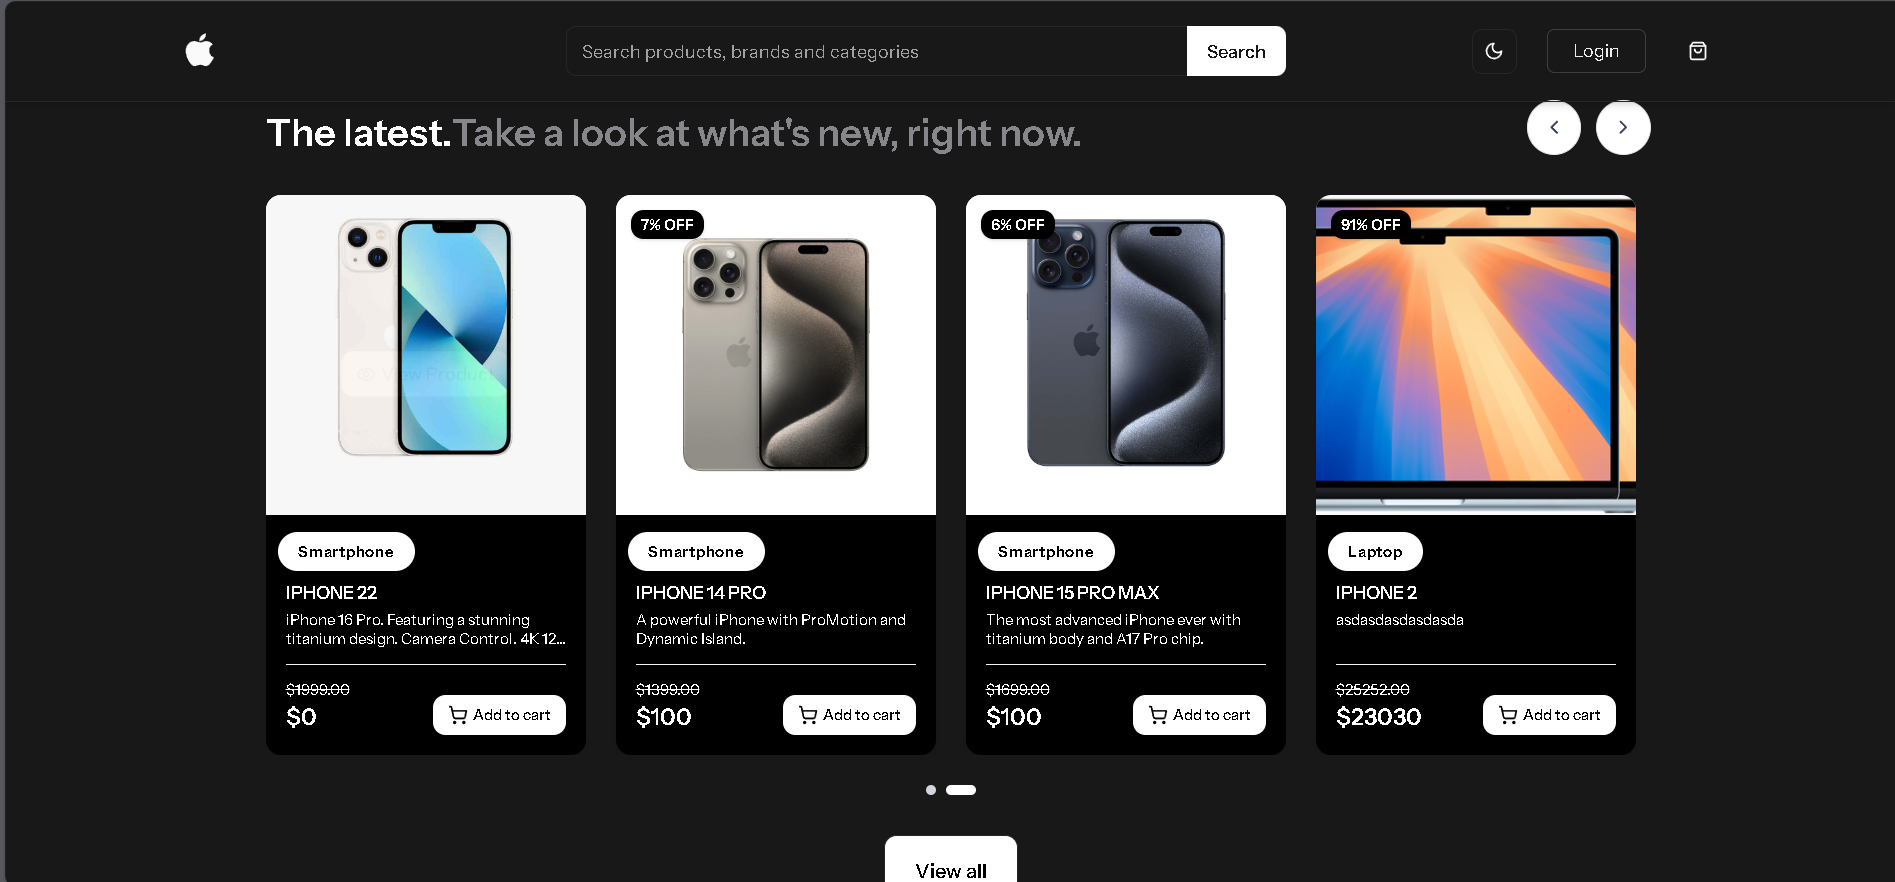 Search products, brands and categories
Search
Login
The latest.Take a look at what's new, right now.
View Product
Smartphone
IPHONE 22
iPhone 16 Pro. Featuring a stunning
titanium design. Camera Control. 4K 12...
$1999.00
$0
Add to cart
7% OFF
Smartphone
IPHONE 14 PRO
A powerful iPhone with ProMotion and
Dynamic Island.
$1399.00
$100
Add to cart
6% OFF
Smartphone
IPHONE 15 PRO MAX
The most advanced iPhone ever with
titanium body and A17 Pro chip.
$1699.00
$100
Add to cart
91% OFF
Laptop
IPHONE 2
asdasdasdasdasda
$25252.00
$23030
Add to cart
View all